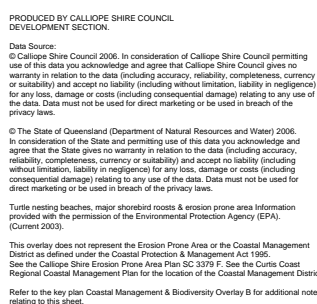 PRODUCED BY CALLIOPE SHIRE COUNCIL
DEVELOPMENT SECTION.
Data Source:
© Calliope Shire Council 2006. In consideration of Calliope Shire Council permitting
use of this data you acknowledge and agree that Calliope Shire Council gives no
warranty in relation to the data (including accuracy, reliability, completeness, currency
or suitability) and accept no liability (including without limitation, liability in negligence)
for any loss, damage or costs (including consequential damage) relating to any use of
the data. Data must not be used for direct marketing or be used in breach of the
privacy laws.
© The State of Queensland (Department of Natural Resources and Water) 2006.
In consideration of the State and permitting use of this data you acknowledge and
agree that the State gives no warranty in relation to the data (including accuracy,
reliability, completeness, currency or suitability) and accept no liability (including
without limitation, liability in negligence) for any loss, damage or costs (including
consequential damage) relating to any use of the data. Data must not be used for
direct marketing or be used in breach of the privacy laws.
Turtle nesting beaches, major shorebird roosts & erosion prone area Information
provided with the permission of the Environmental Protection Agency (EPA).
(Current 2003).
This overlay does not represent the Erosion Prone Area or the Coastal Management
District as defined under the Coastal Protection & Management Act 1995.
See the Calliope Shire Erosion Prone Area Plan SC 3379 F. See the Curtis Coast
Regional Coastal Management Plan for the location of the Coastal Management Distric
Refer to the key plan Coastal Management & Biodiversity Overlay B for additional note
relating to this sheet.